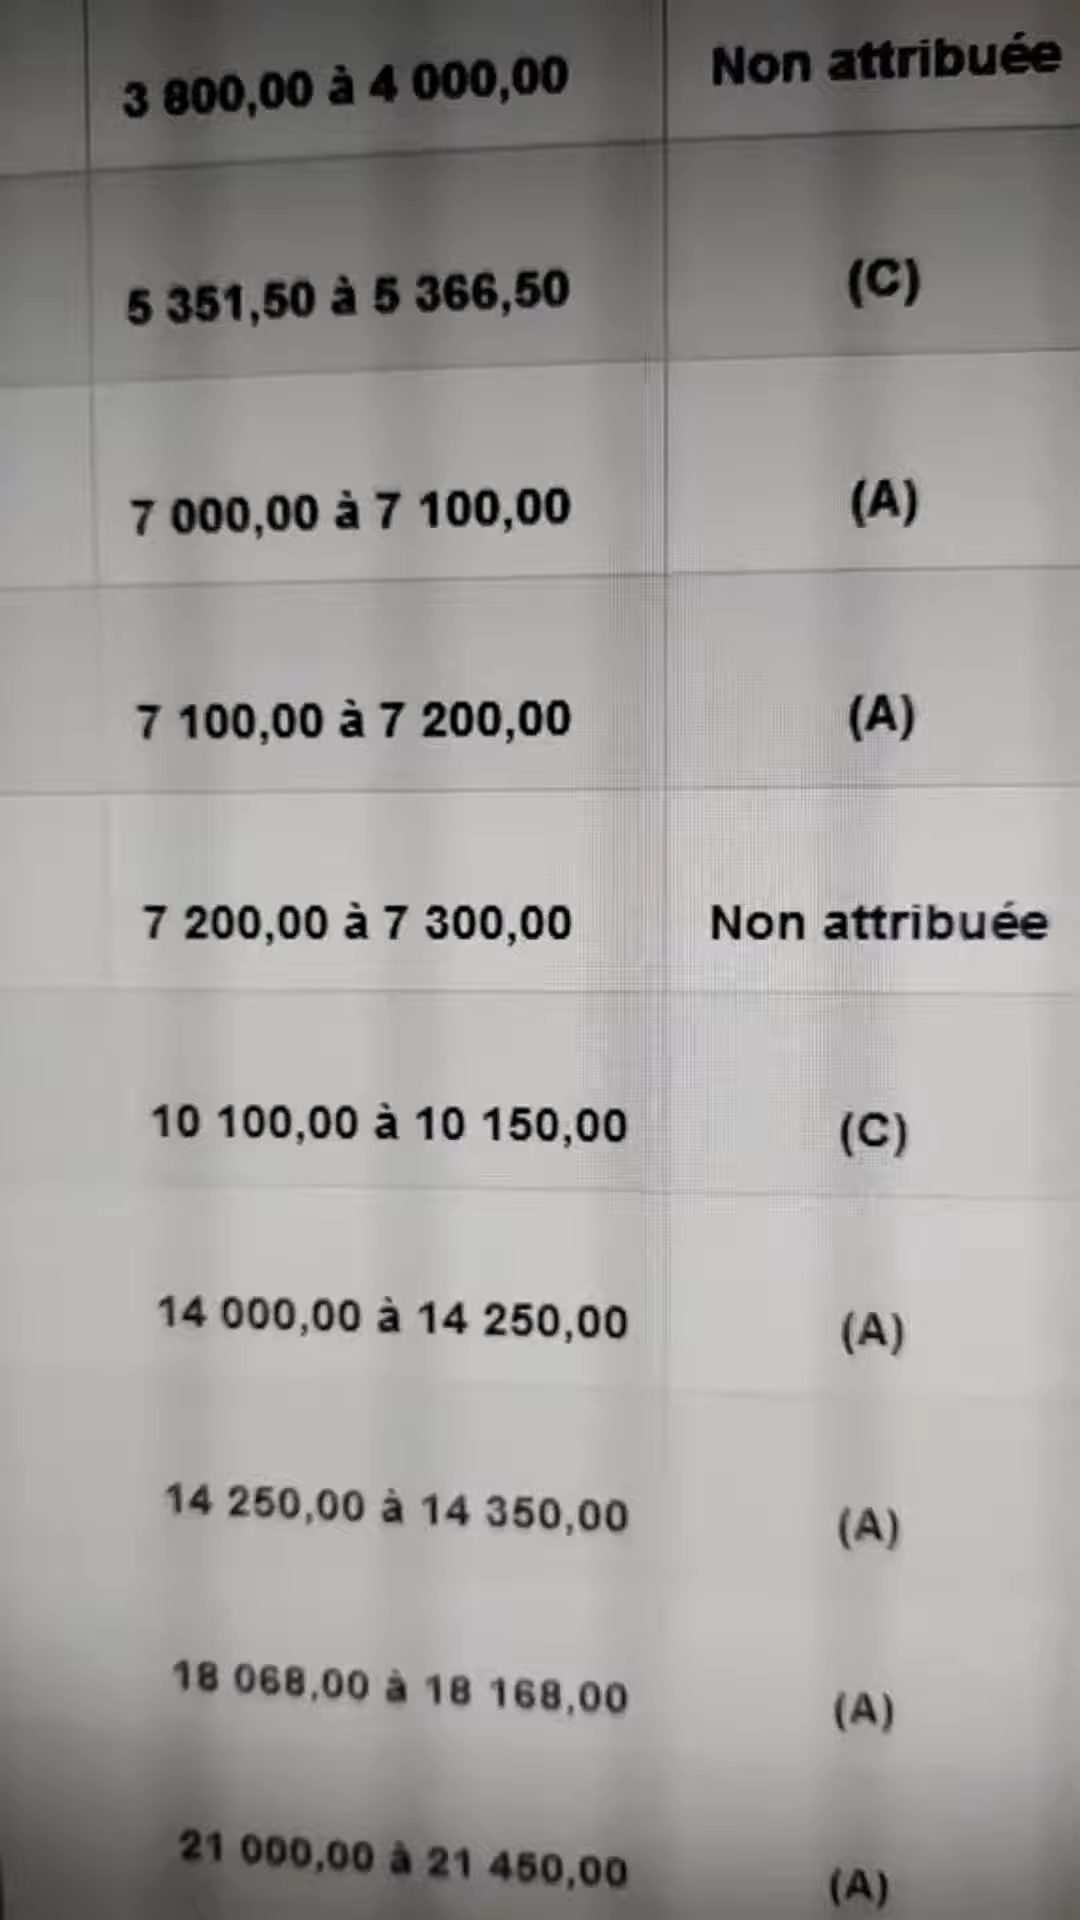 3 800,00 à 4 000,00 Non attribuée
5 351,50 à 5 366,50 (C)
7 000,00 à 7 100,00 (A)
7 100,00 à 7 200,00 (A)
7 200,00 à 7 300,00 Non attribuée
10 100,00 à 10 150,00 (C)
14 000,00 à 14 250,00 (A)
14 250,00 à 14 350,00 (A)
18 068,00 à 18 168,00 (A)
21 000,00 à 21 450,00 (A)